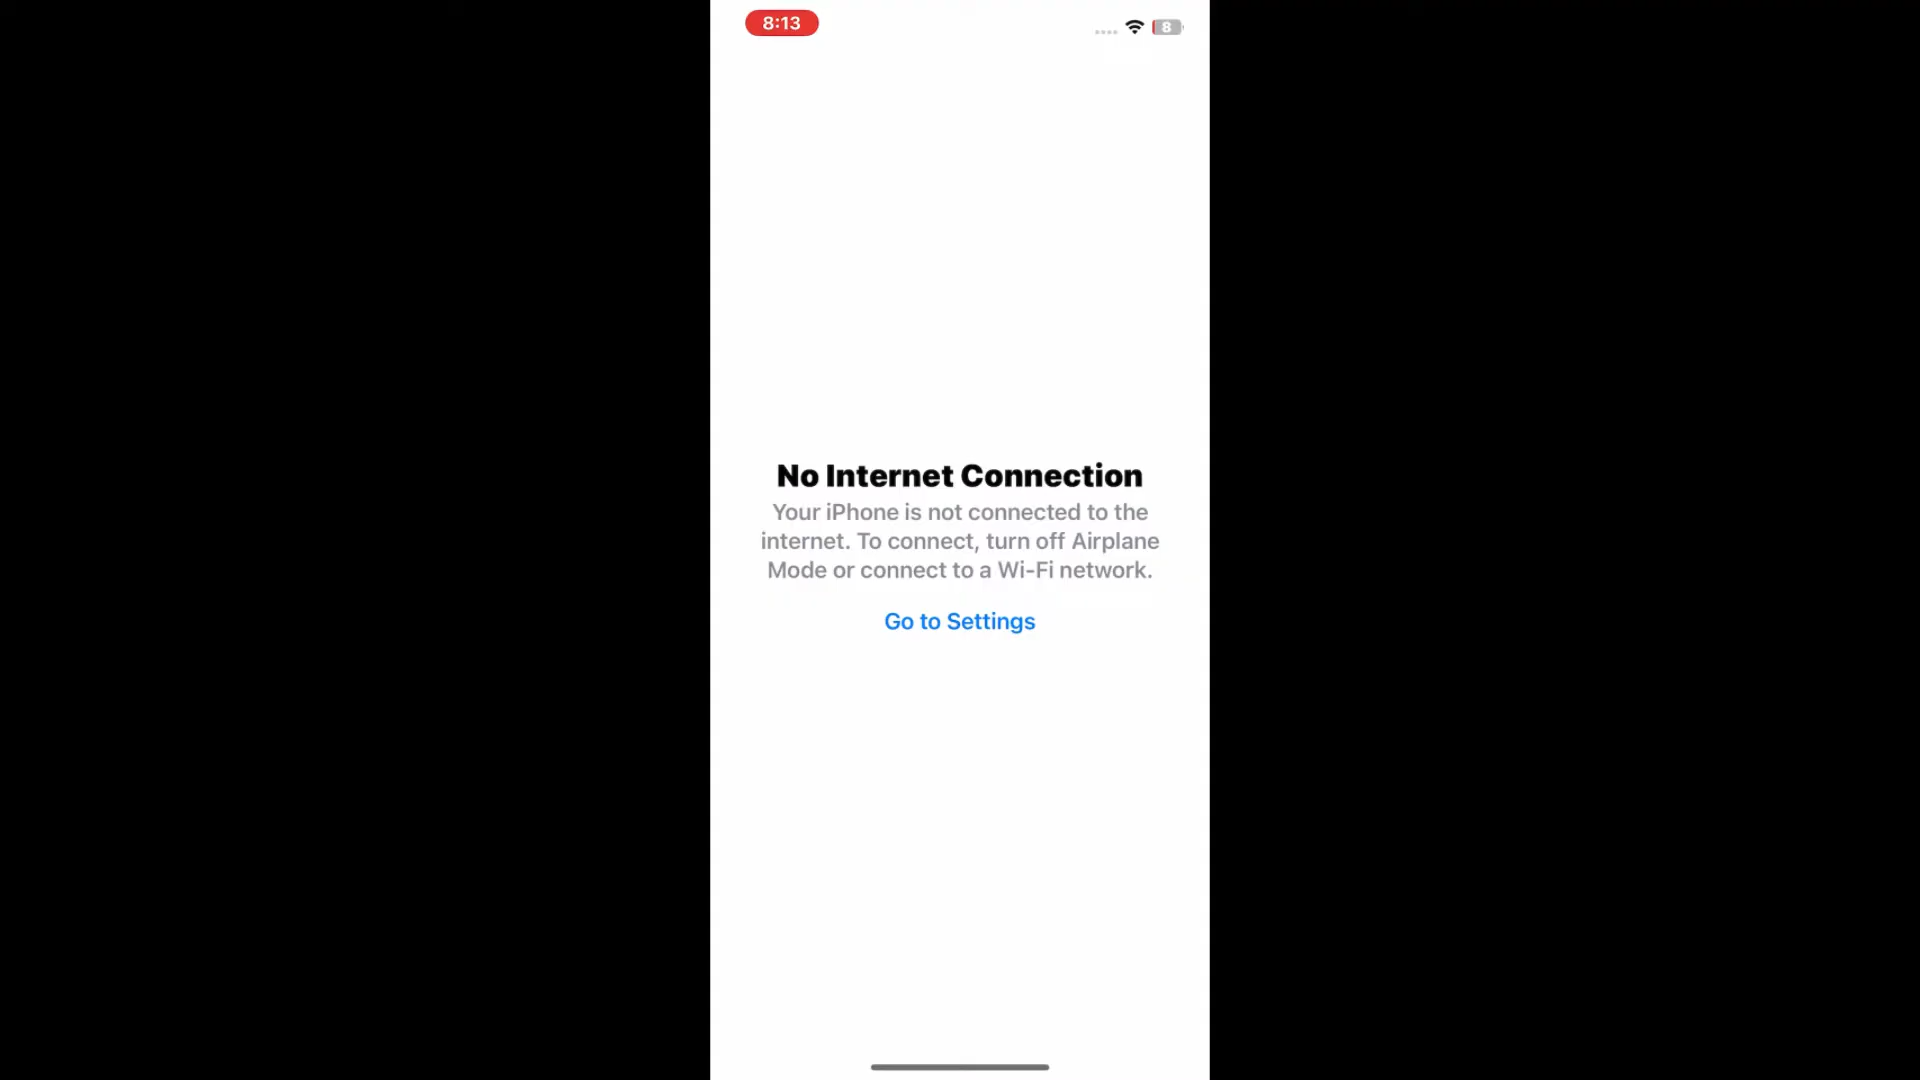 8:13
8
No Internet Connection
Your iPhone is not connected to the
internet. To connect, turn off Airplane
Mode or connect to a Wi-Fi network.
Go to Settings